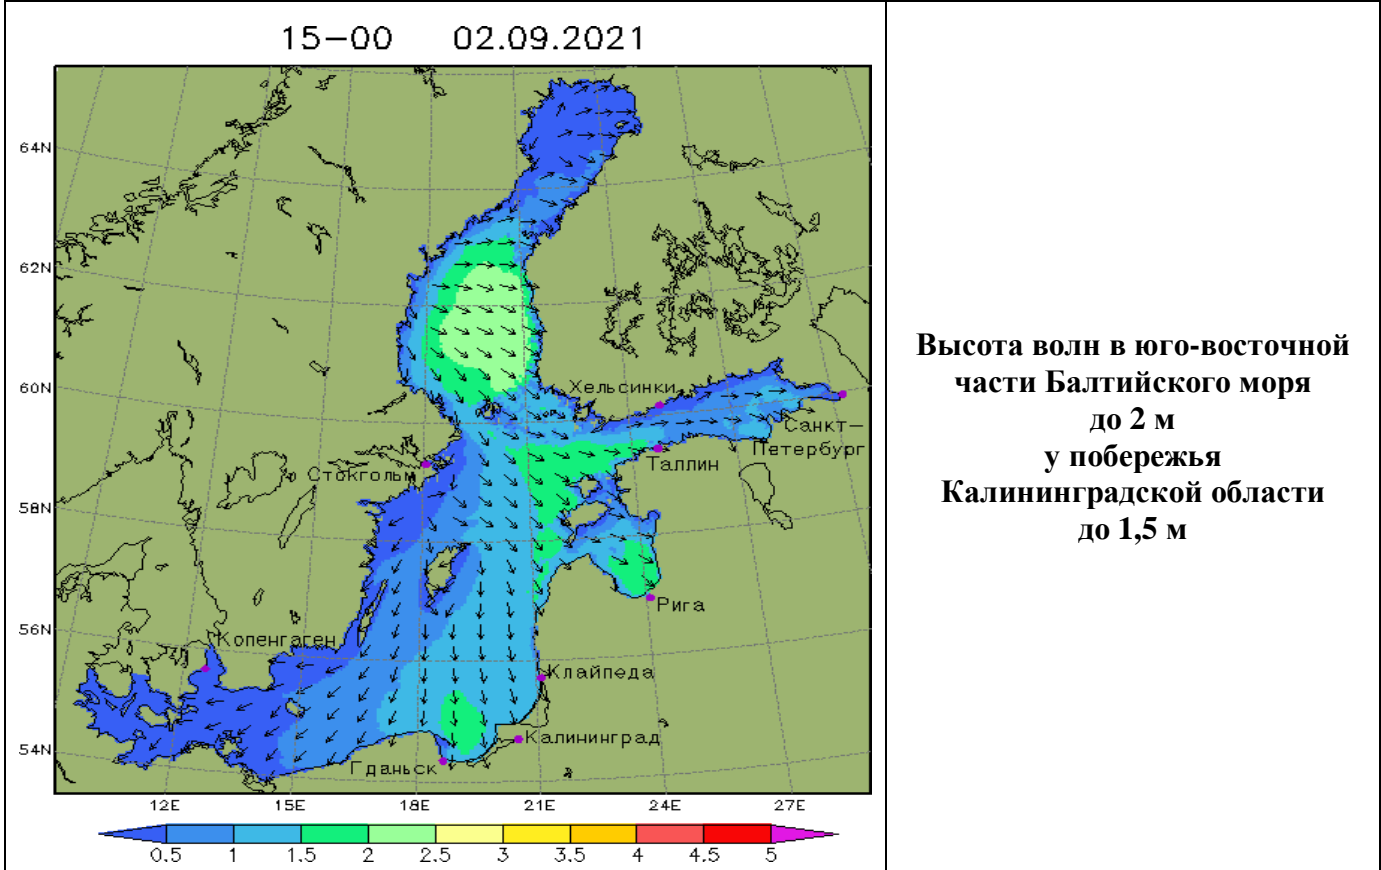 15-00 02.09.2021
64N
62N
60N
58N
56N
54N
Хельсинки
Санкт-
Петербург
Таллин
Стокгольм
Рига
Копенгаген
Клайпеда
Калининград
Гданьск
12E 15E 18E 21E 24E 27E
0.5 1 1.5 2 2.5 3 3.5 4 4.5 5
Высота волн в юго-восточной
части Балтийского моря
до 2 м
у побережья
Калининградской области
до 1,5 м